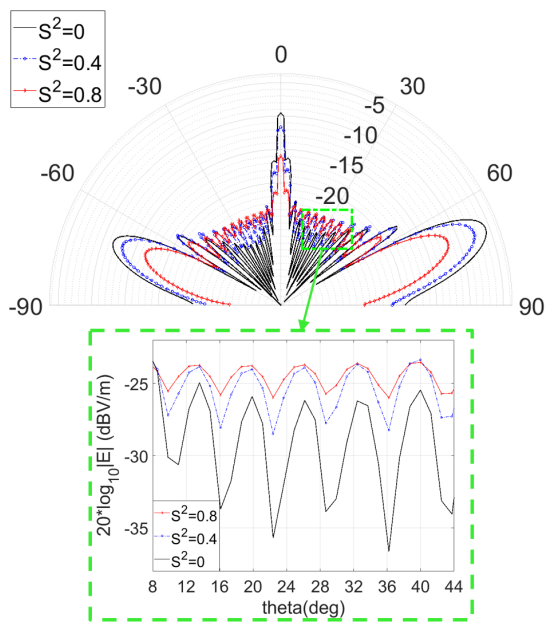 S²=0
S²=0.4
S²=0.8
0
-30
30
-5
-10
-15
-20
-60
60
-90
90
20*log₁₀|E| (dBV/m)
-25
-30
-35
S²=0.8
S²=0.4
S²=0
8 12 16 20 24 28 32 36 40 44
theta(deg)